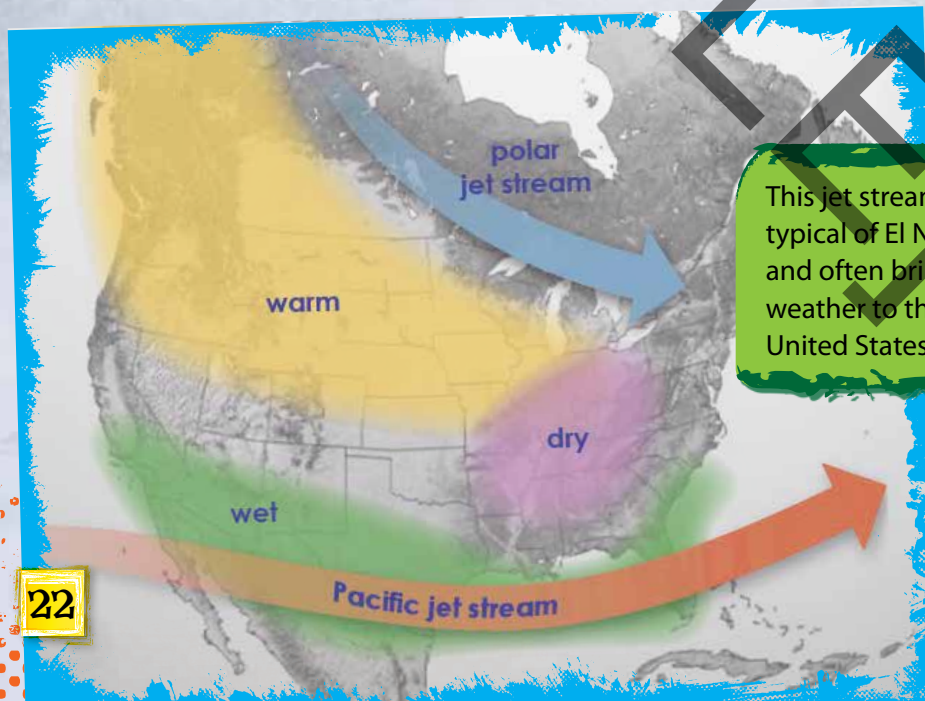 polar
jet stream
This jet strea
typical of El N
and often bri
weather to th
United States
warm
dry
wet
Pacific jet stream
22